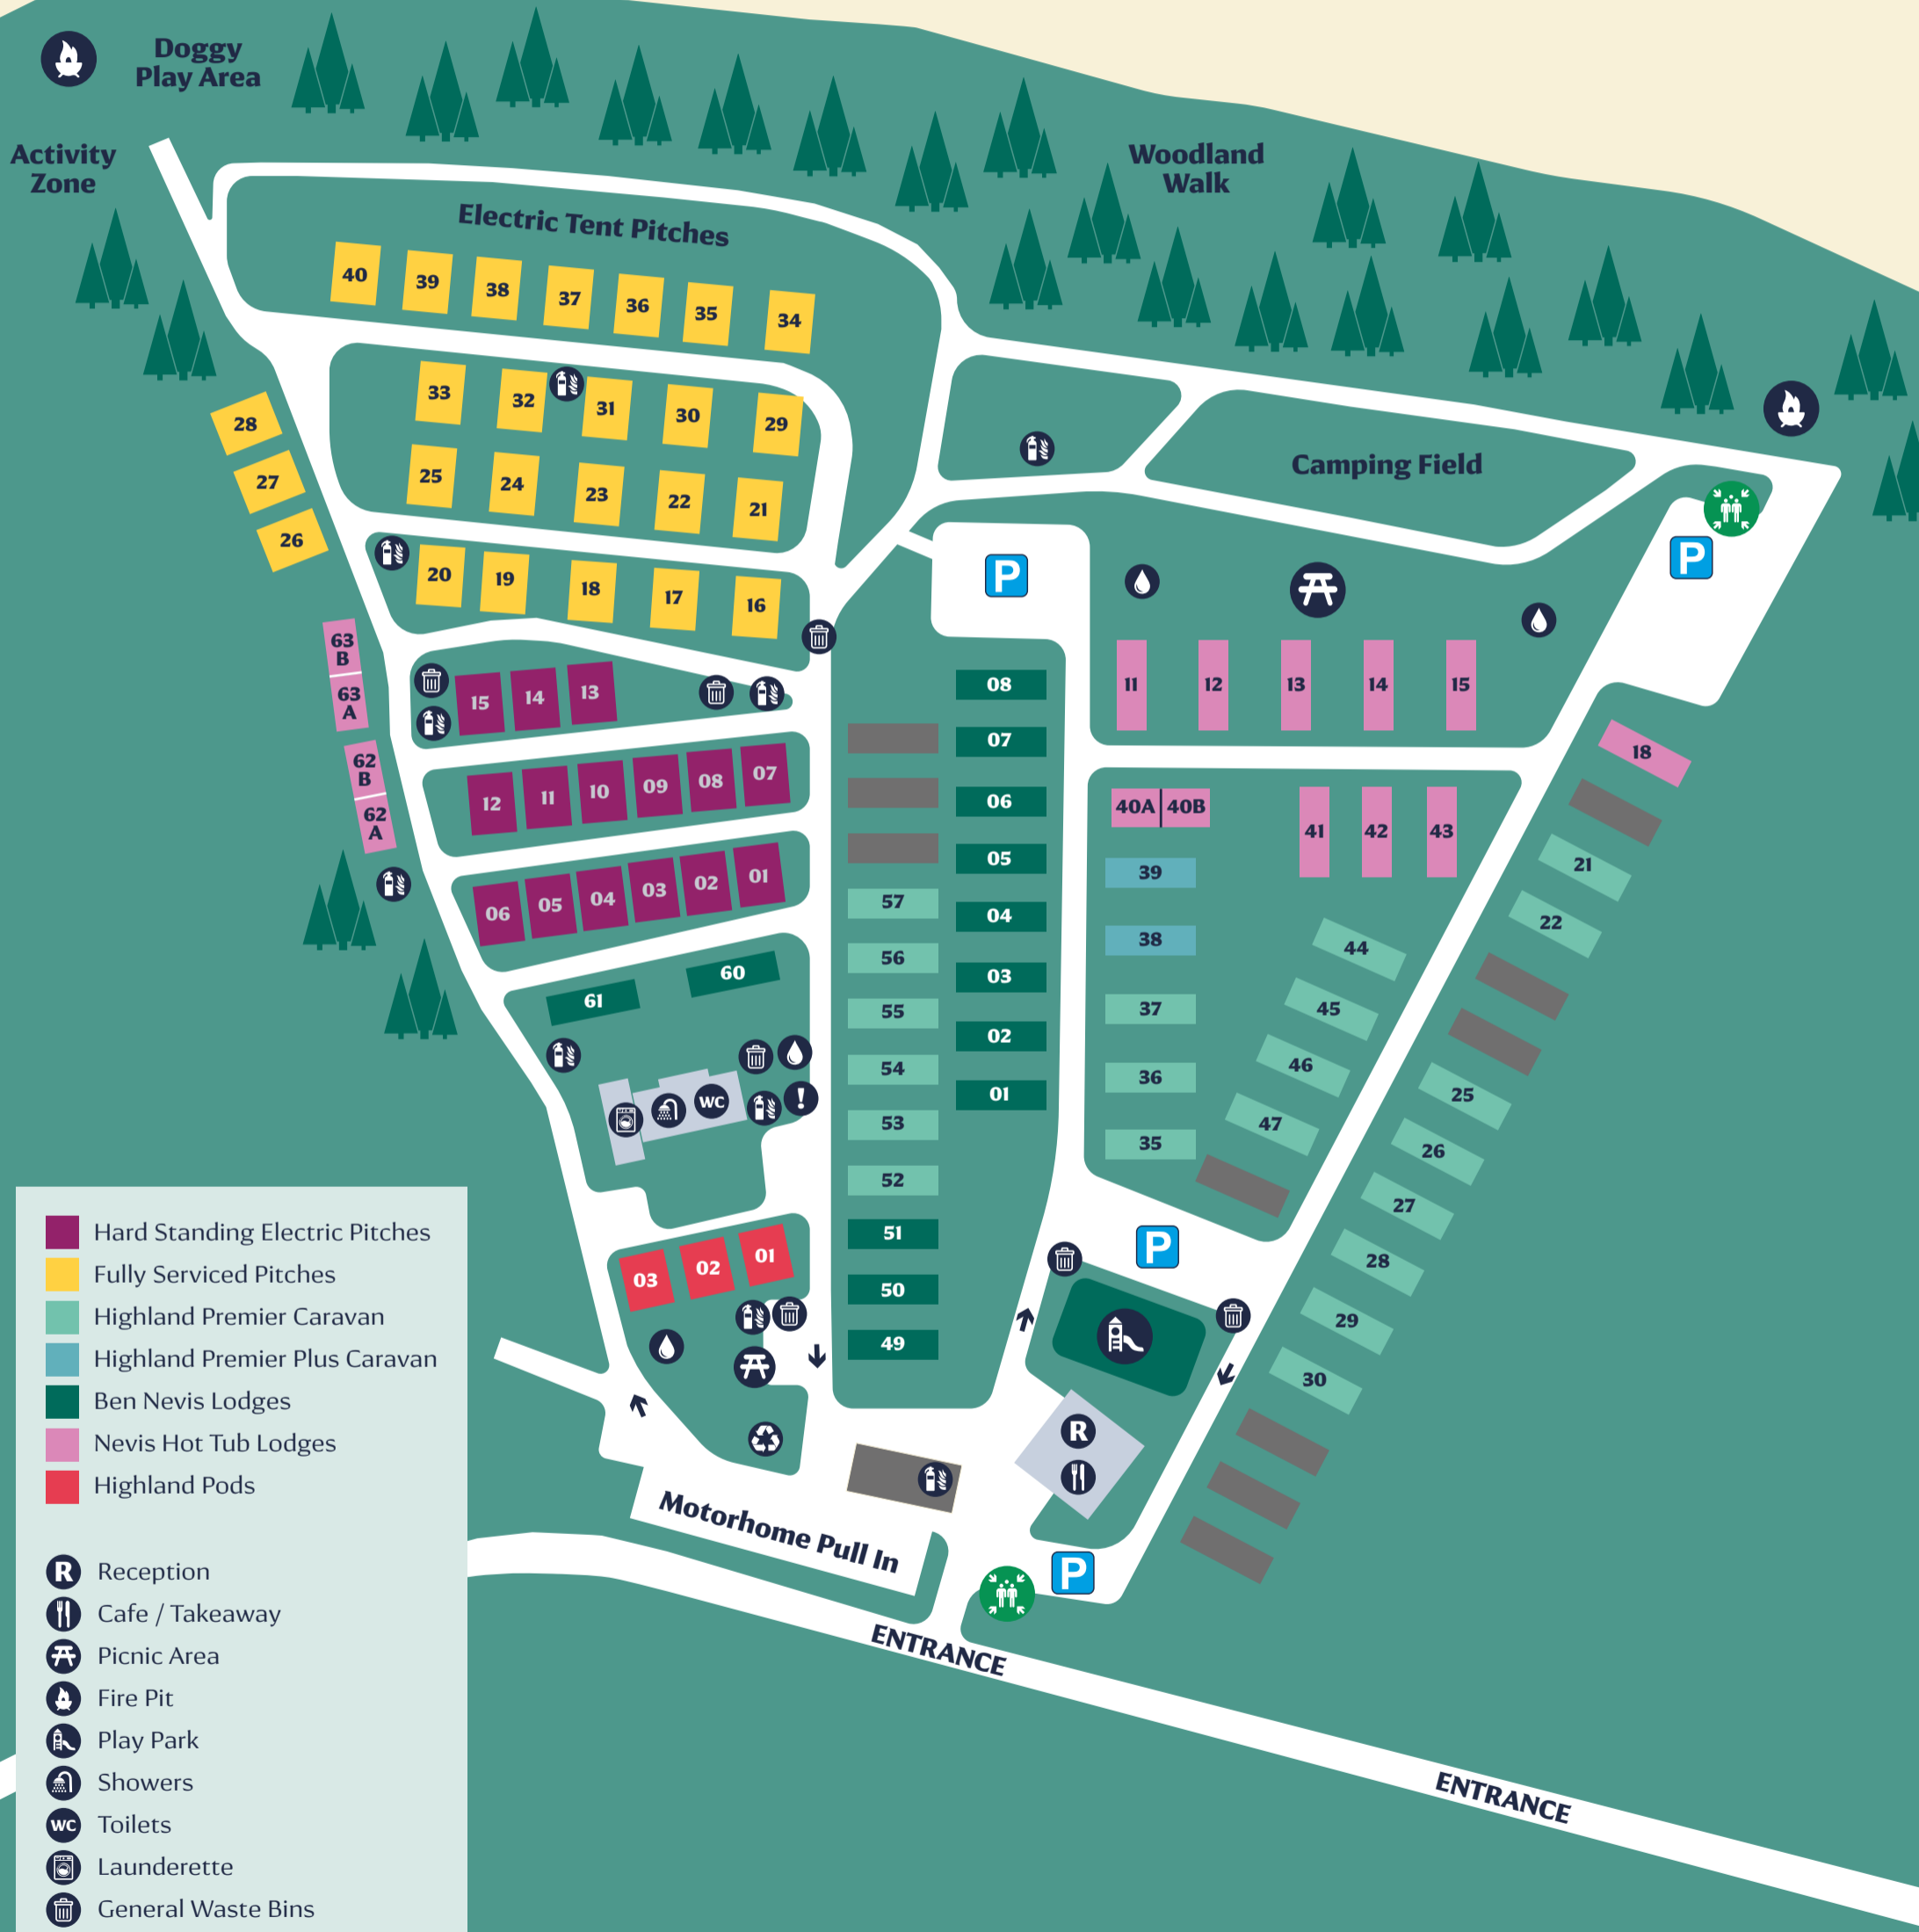 Doggy
Play Area
Activity
Zone
Woodland
Walk
Electric Tent Pitches
40
39
38
37
36
35
34
33
32
31
30
29
28
27
26
25
24
23
22
21
Camping Field
P
P
20
19
18
17
16
63
B
63
A
62
B
62
A
15
14
13
12
11
10
09
08
07
06
05
04
03
02
01
08
07
06
05
04
03
02
01
57
56
55
54
53
52
51
50
49
11
12
13
14
15
18
40A
40B
41
42
43
39
38
37
36
35
44
45
46
47
21
22
25
26
27
28
29
30
61
60
WC
!
03
02
01
P
R
P
Motorhome Pull In
ENTRANCE
ENTRANCE
Hard Standing Electric Pitches
Fully Serviced Pitches
Highland Premier Caravan
Highland Premier Plus Caravan
Ben Nevis Lodges
Nevis Hot Tub Lodges
Highland Pods
R Reception
Cafe / Takeaway
Picnic Area
Fire Pit
Play Park
Showers
WC Toilets
Launderette
General Waste Bins